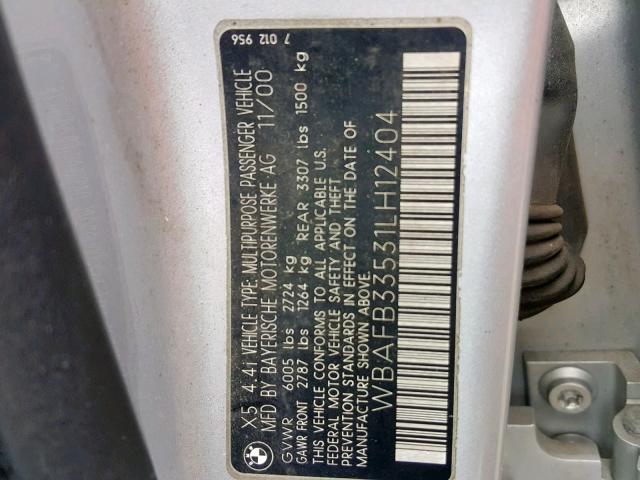 X5 4.4I VEHICLE TYPE: MULTIPURPOSE PASSENGER VEHICLE
MFD BY BAYERISCHE MOTORENWERKE AG 11/00
GVWR 6005 lbs 2724 kg
GAWR FRONT 2787 lbs 1264 kg REAR 3307 lbs 1500 kg
THIS VEHICLE CONFORMS TO ALL APPLICABLE U.S.
FEDERAL MOTOR VEHICLE SAFETY AND THEFT
PREVENTION STANDARDS IN EFFECT ON THE DATE OF
MANUFACTURE SHOWN ABOVE.
WBAFB33531LH12404
7 012 956
BMW